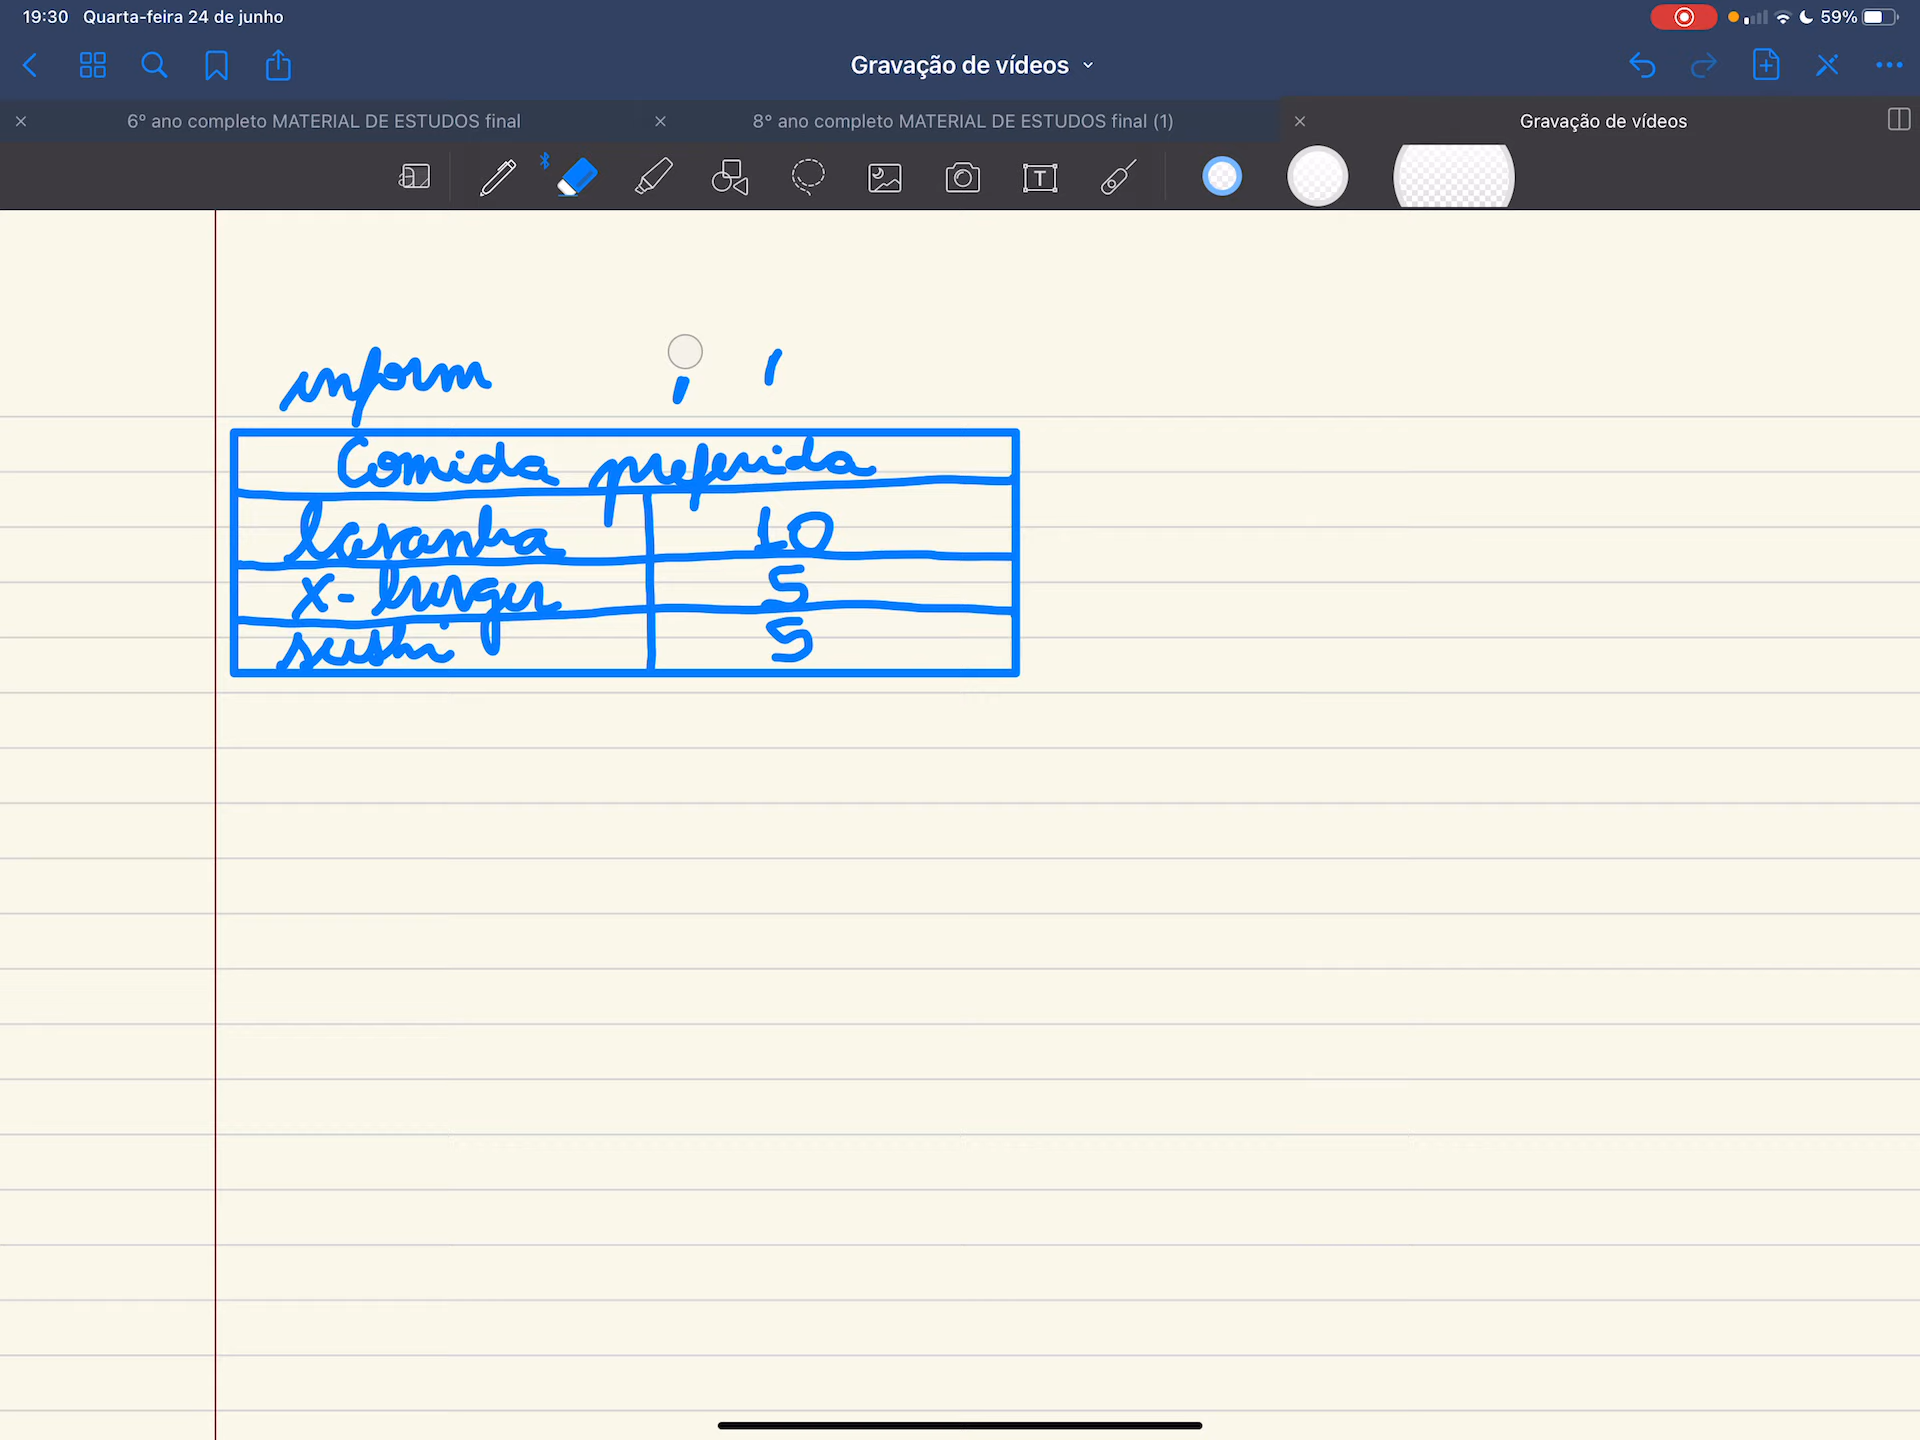 19:30 Quarta-feira 24 de junho 59%
Gravação de vídeos
6° ano completo MATERIAL DE ESTUDOS final
8° ano completo MATERIAL DE ESTUDOS final (1)
Gravação de vídeos
T
inform
Comida preferida
lasanha 10
x-burger 5
sushi 5